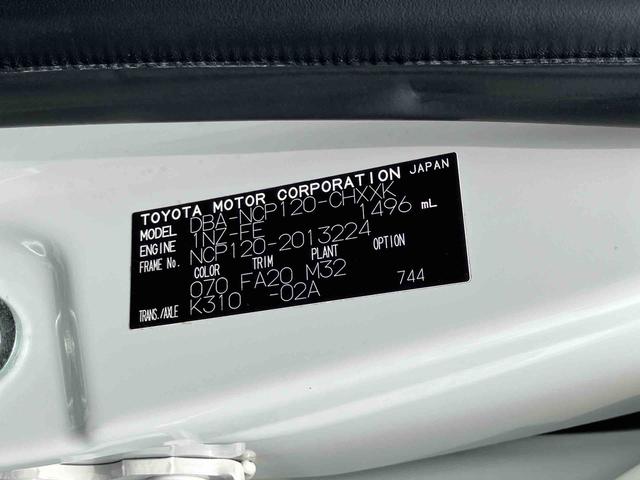 TOYOTA MOTOR CORPORATION JAPAN
MODEL DBA-NCP120-CHXXK
ENGINE 1NZ-FE 1496 mL
FRAME No. NCP120-2013224
COLOR TRIM PLANT OPTION
070 FA20 M32
TRANS./AXLE K310 -02A 744